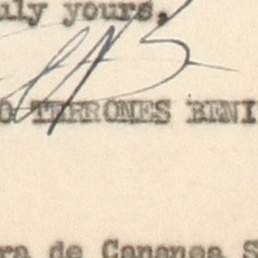 uly yours,
O TERRONES BENI
ra de Cananea S